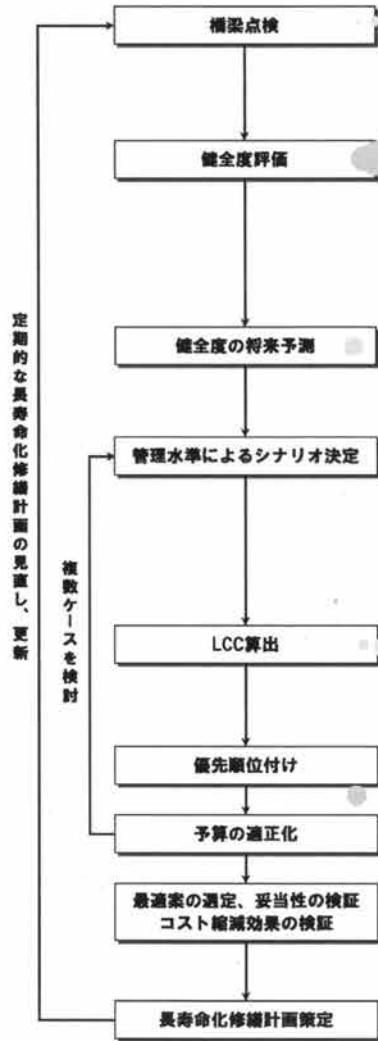 橋梁点検
健全度評価
健全度の将来予測
管理水準によるシナリオ決定
LCC算出
優先順位付け
予算の適正化
最適案の選定、妥当性の検証
コスト縮減効果の検証
長寿命化修繕計画策定
複数ケースを検討
定期的な長寿命化修繕計画の見直し、更新